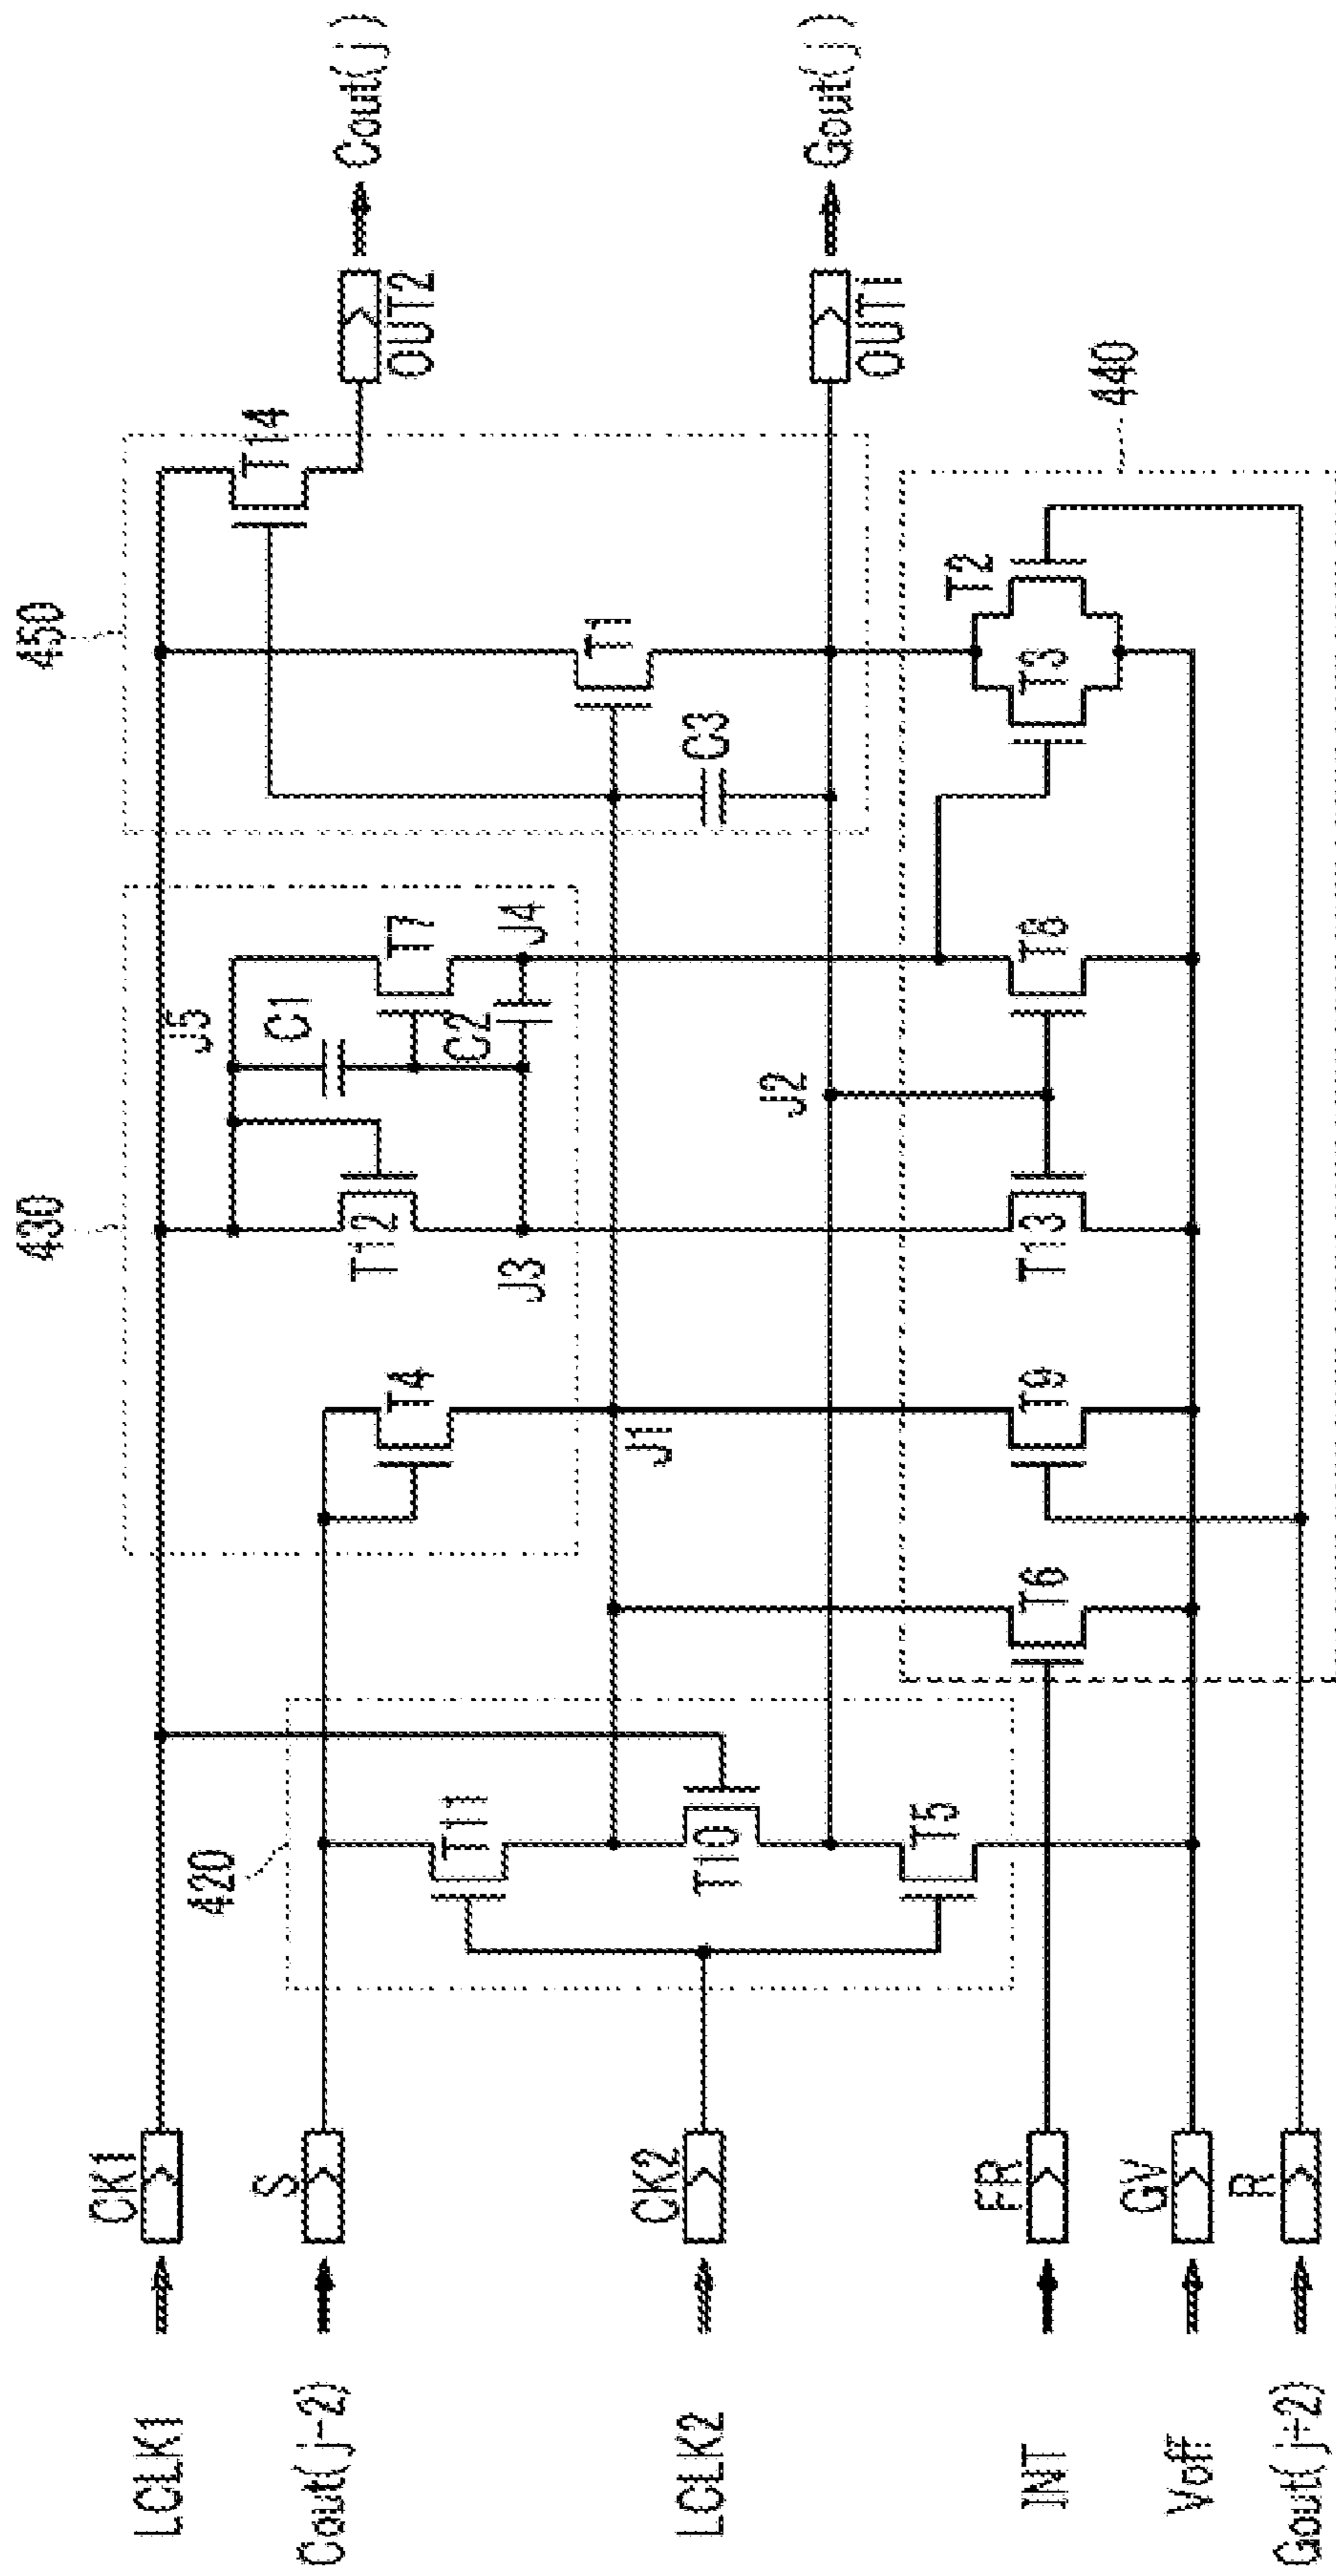 LCLK1
CK1
Cout(j-2)
S
LCLK2
CK2
INT
FR
Voff
GV
Gout(j+2)
R
420
T11
T10
T5
430
T4
T12
J5
C1
T7
C2
J3
J4
J1
J2
450
T14
T1
C3
440
T6
T9
T13
T8
T3
T2
OUT2
Cout(j)
OUT1
Gout(j)